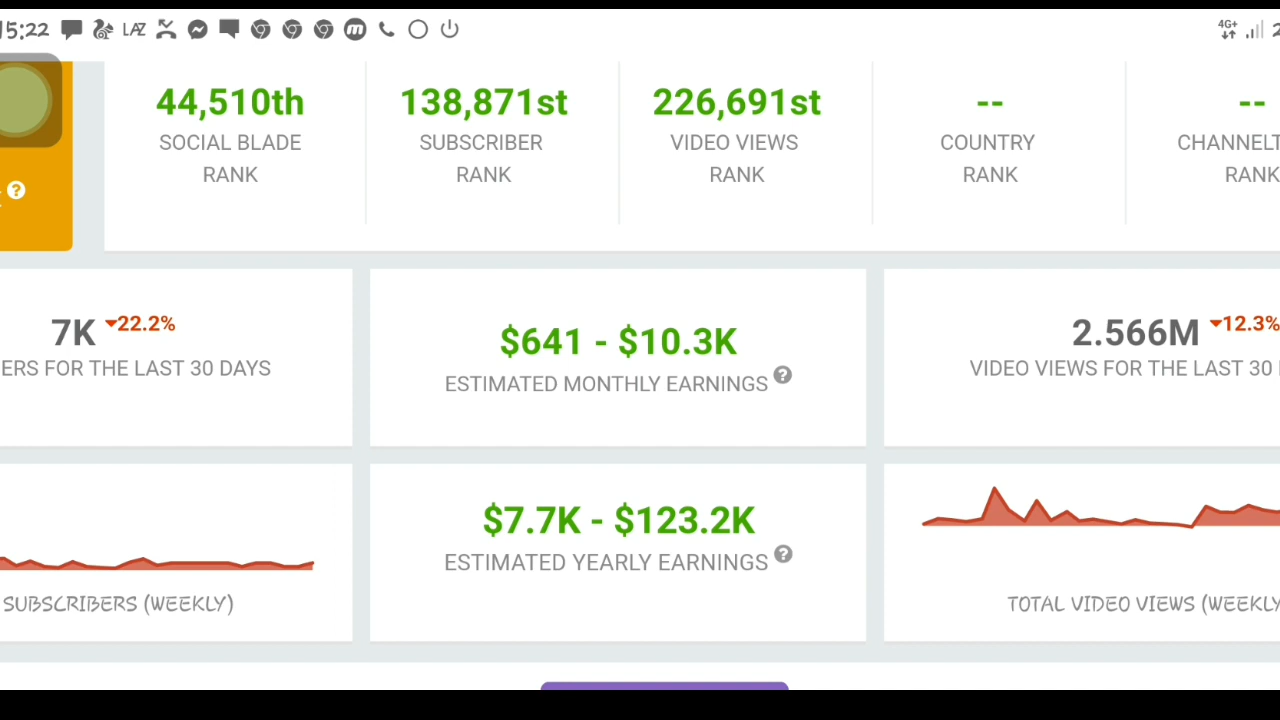 15:22 LAZ m 4G+ 2
44,510th
SOCIAL BLADE
RANK
138,871st
SUBSCRIBER
RANK
226,691st
VIDEO VIEWS
RANK
--
COUNTRY
RANK
--
CHANNELT
RANK
7K 22.2%
ERS FOR THE LAST 30 DAYS
$641 - $10.3K
ESTIMATED MONTHLY EARNINGS ?
2.566M 12.3%
VIDEO VIEWS FOR THE LAST 30
SUBSCRIBERS (WEEKLY)
$7.7K - $123.2K
ESTIMATED YEARLY EARNINGS ?
TOTAL VIDEO VIEWS (WEEKLY